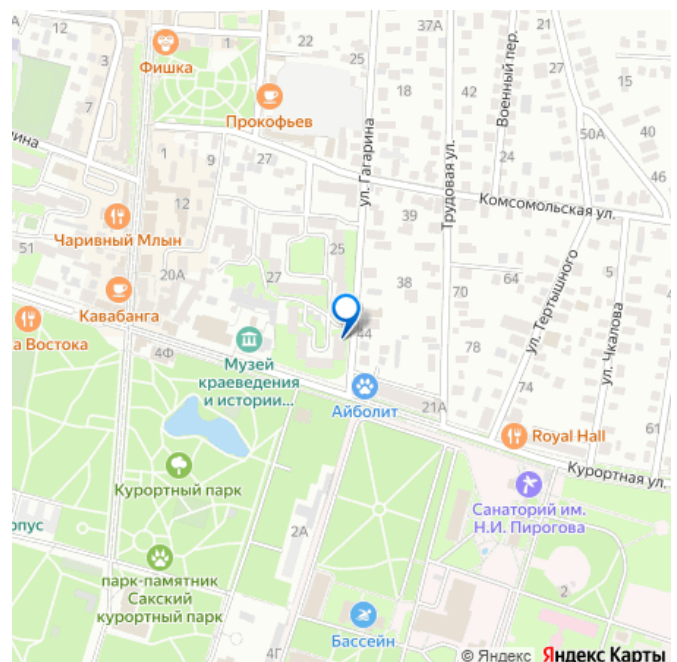 37А
21
22
25
27
1
3
Фишка
18
42
Военный пер.
15
7
Прокофьев
50А
40
ина
1
9
27
24
46
ул. Гагарина
Трудовая ул.
Комсомольская ул.
12
39
51
Чаривный Млын
25
20А
27
38
64
5
Кавабанга
70
ул. Тертышного
ул. Чкалова
а Востока
4Ф
Музей
краеведения
и истории...
44
78
74
Айболит
21А
Royal Hall
61
Курортная ул.
Курортный парк
Санаторий им.
Н.И. Пирогова
орпус
2А
парк-памятник
Сакский
курортный парк
2
Бассейн
4Г
© Яндекс Яндекс Карты